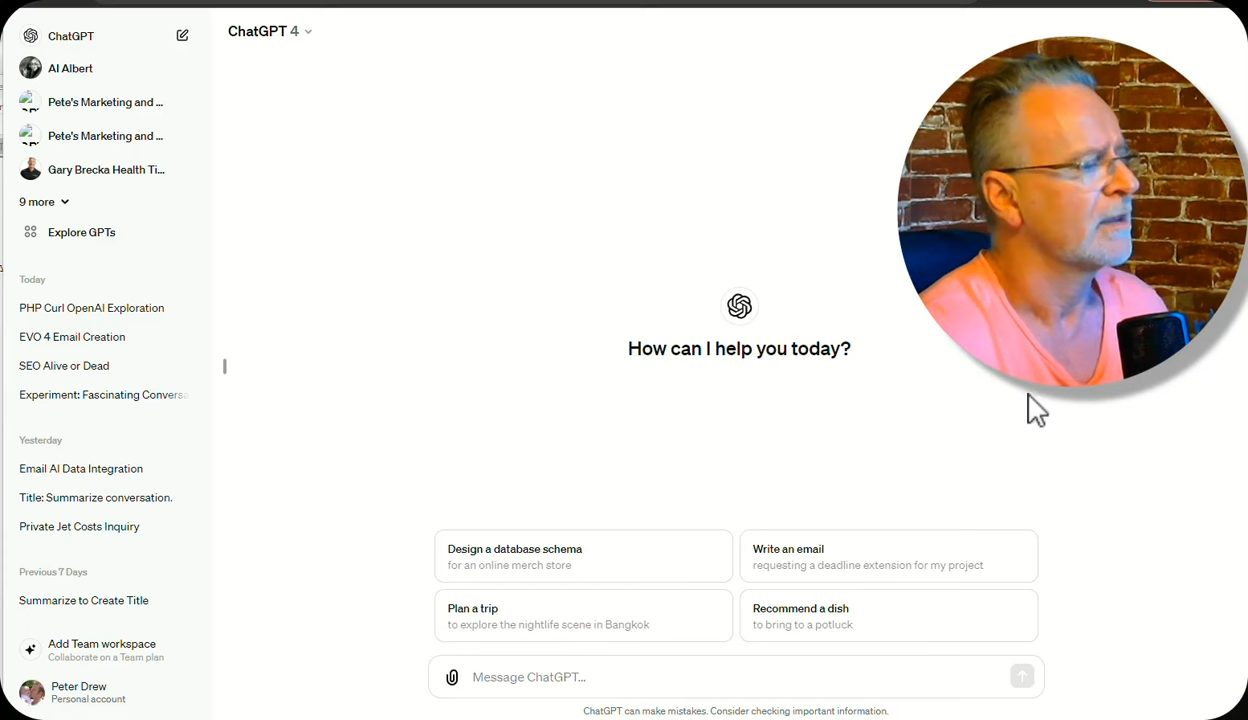 ChatGPT
AI Albert
Pete's Marketing and ...
Pete's Marketing and ...
Gary Brecka Health Ti...
9 more
Explore GPTs
Today
PHP Curl OpenAI Exploration
EVO 4 Email Creation
SEO Alive or Dead
Experiment: Fascinating Conversa
Yesterday
Email AI Data Integration
Title: Summarize conversation.
Private Jet Costs Inquiry
Previous 7 Days
Summarize to Create Title
Add Team workspace
Collaborate on a Team plan
Peter Drew
Personal account
ChatGPT 4
How can I help you today?
Design a database schema
for an online merch store
Write an email
requesting a deadline extension for my project
Plan a trip
to explore the nightlife scene in Bangkok
Recommend a dish
to bring to a potluck
Message ChatGPT...
ChatGPT can make mistakes. Consider checking important information.